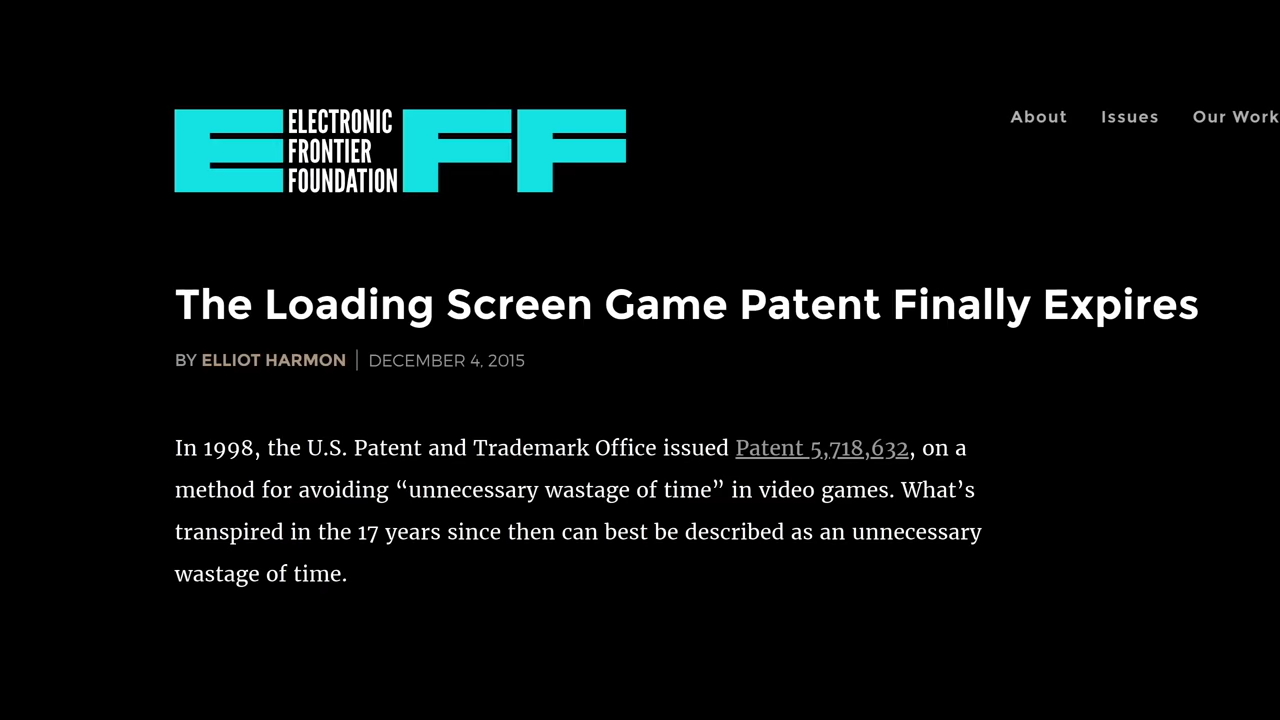 ELECTRONIC
FRONTIER
FOUNDATION
EFF
About Issues Our Work
The Loading Screen Game Patent Finally Expires
BY ELLIOT HARMON | DECEMBER 4, 2015
In 1998, the U.S. Patent and Trademark Office issued Patent 5,718,632, on a
method for avoiding “unnecessary wastage of time” in video games. What’s
transpired in the 17 years since then can best be described as an unnecessary
wastage of time.